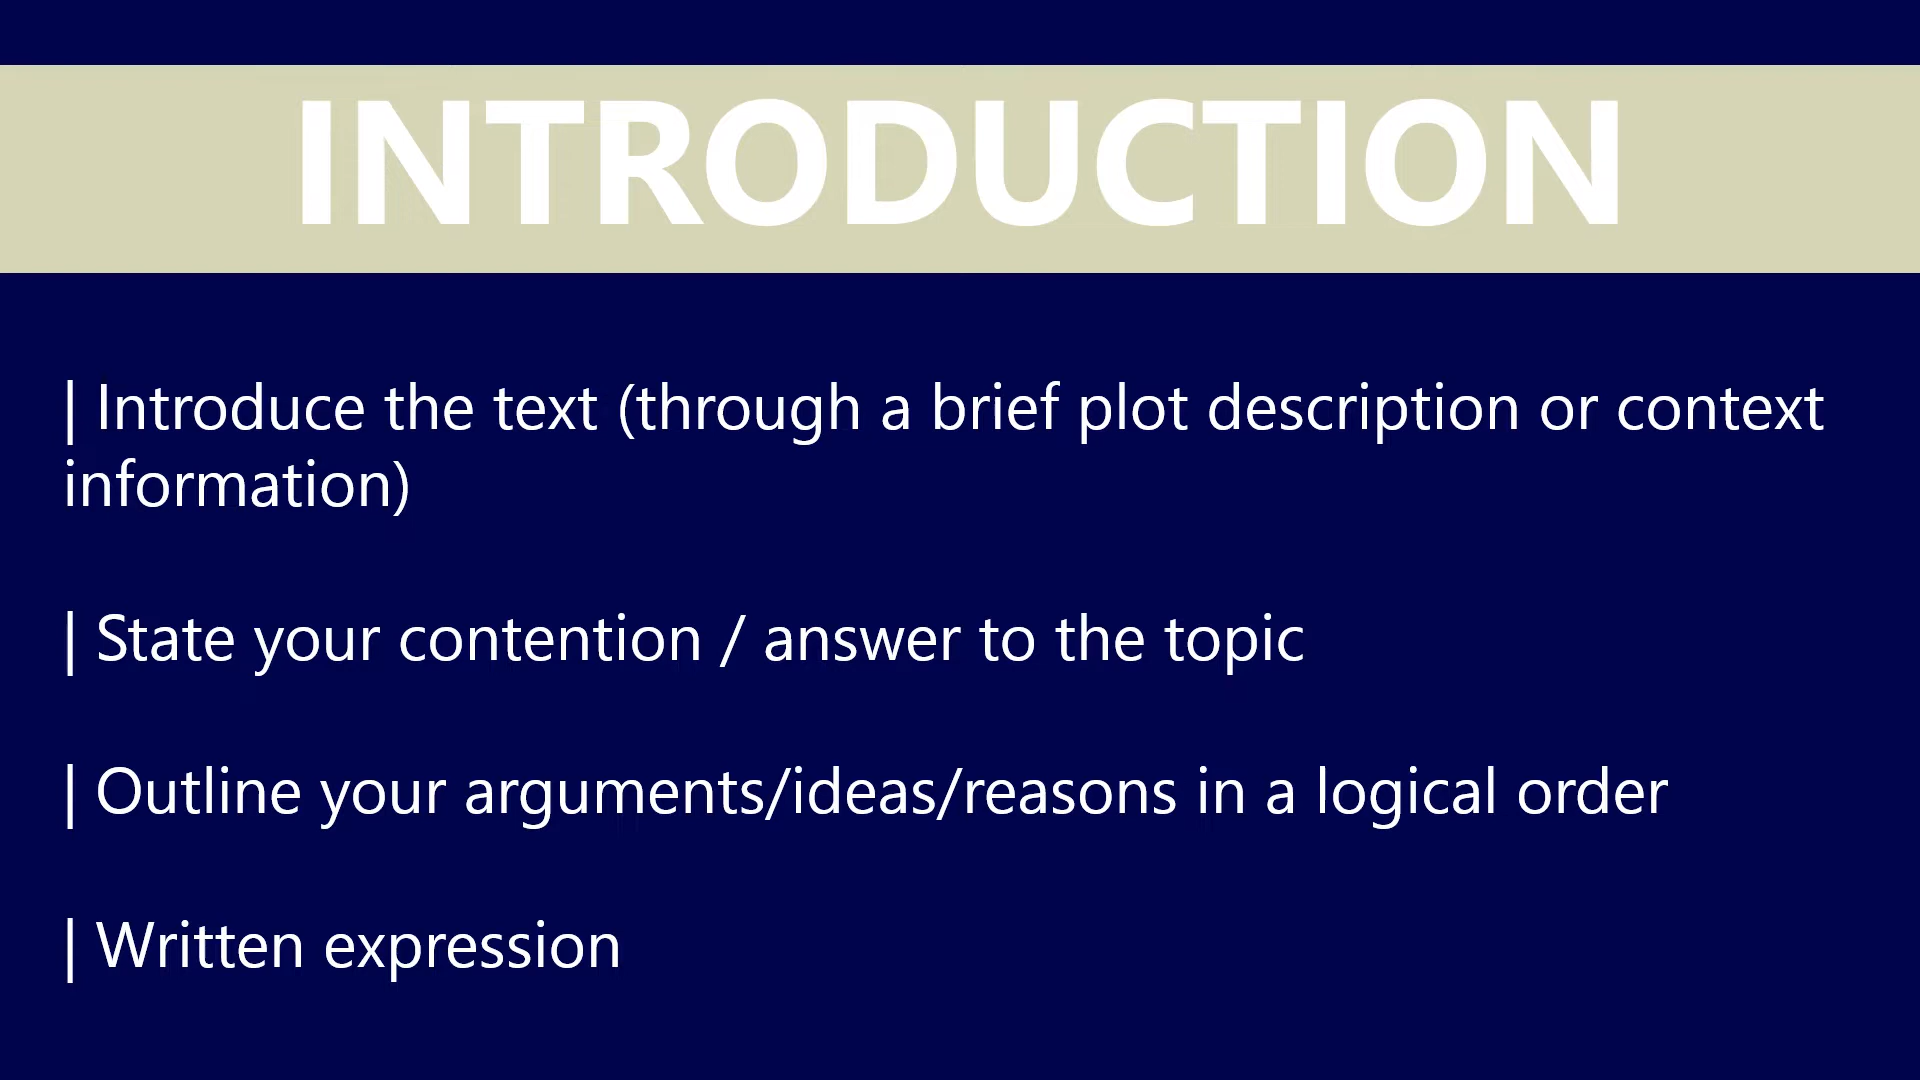 INTRODUCTION
| Introduce the text (through a brief plot description or context
information)
| State your contention / answer to the topic
| Outline your arguments/ideas/reasons in a logical order
| Written expression